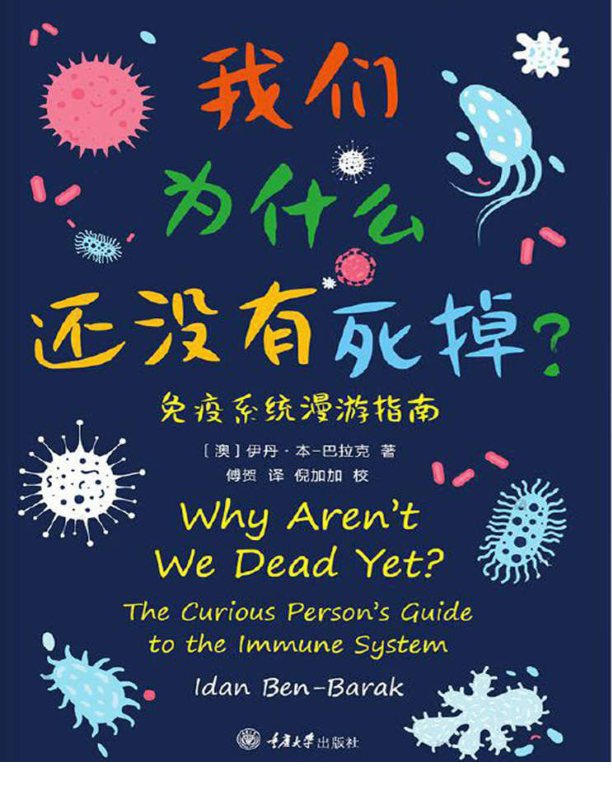 我们
为什么
还没有死掉?
免疫系统漫游指南
［澳］伊丹·本-巴拉克 著
傅贺 译 倪加加 校
Why Aren't
We Dead Yet?
The Curious Person's Guide
to the Immune System
Idan Ben-Barak
重庆大学出版社